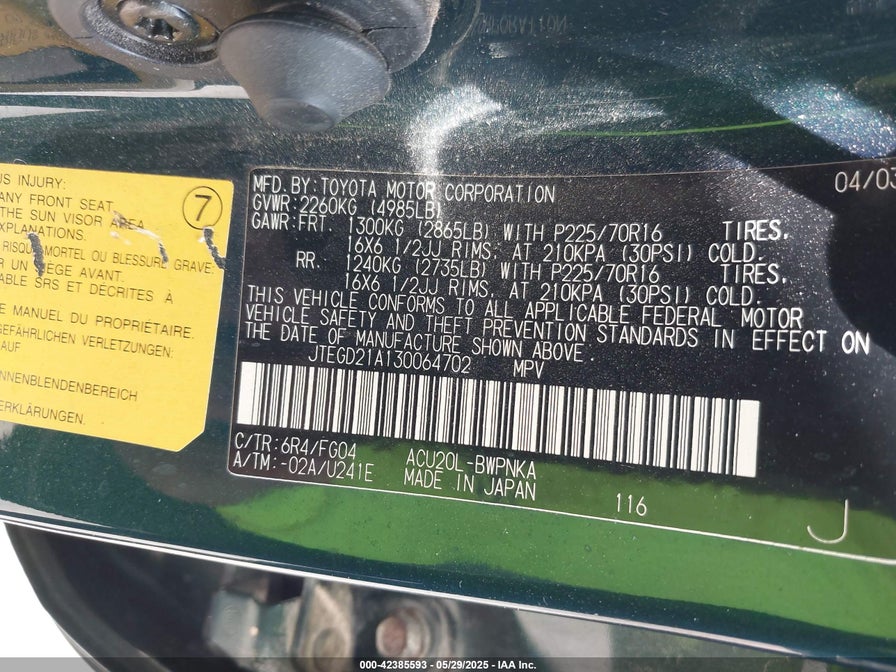 US INJURY:
ANY FRONT SEAT.
THE SUN VISOR AREA
EXPLANATIONS.
RISQUE MORTEL OU BLESSURE GRAVE.
UR UN SIÈGE AVANT.
ABLE SRS ET DÉCRITES À
E MANUEL DU PROPRIÉTAIRE.
GEFÄHRLICHEN VERLETZUNGEN:
AUF
NNENBLENDENBEREICH
ERKLÄRUNGEN.
7
MFD.BY:TOYOTA MOTOR CORPORATION 04/03
GVWR:2260KG (4985LB)
GAWR:FRT. 1300KG (2865LB) WITH P225/70R16 TIRES,
16X6 1/2JJ RIMS, AT 210KPA (30PSI) COLD.
RR. 1240KG (2735LB) WITH P225/70R16 TIRES,
16X6 1/2JJ RIMS, AT 210KPA (30PSI) COLD.
THIS VEHICLE CONFORMS TO ALL APPLICABLE FEDERAL MOTOR
VEHICLE SAFETY AND THEFT PREVENTION STANDARDS IN EFFECT ON
THE DATE OF MANUFACTURE SHOWN ABOVE.
JTEGD21A130064702 MPV
C/TR:6R4/FG04 ACU20L-BWPNKA
A/TM:-02A/U241E MADE IN JAPAN 116
J
000-42385593 - 05/29/2025 - IAA Inc.